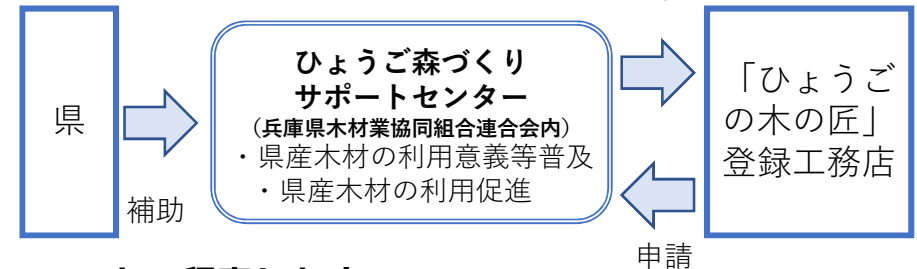 県
補助
ひょうご森づくり
サポートセンター
（兵庫県木材業協同組合連合会内）
・県産木材の利用意義等普及
・県産木材の利用促進
「ひょうご
の木の匠」
登録工務店
申請